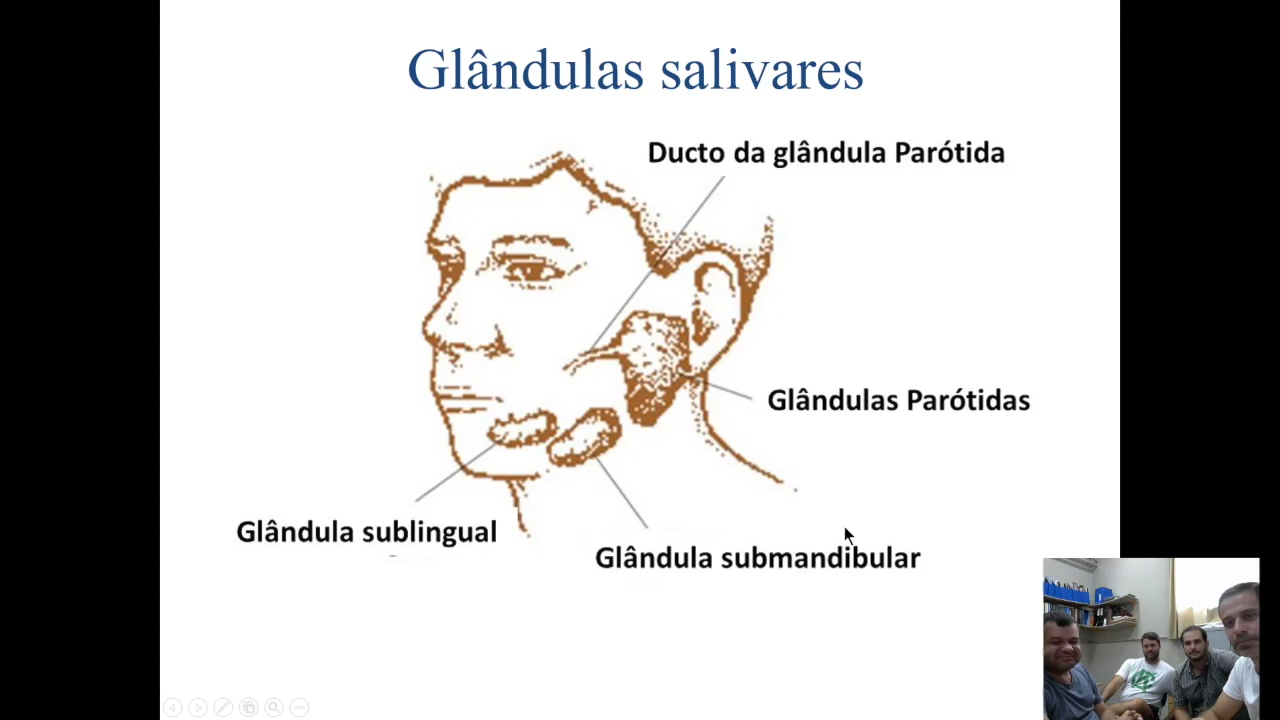 Glândulas salivares
Ducto da glândula Parótida
Glândulas Parótidas
Glândula sublingual
Glândula submandibular